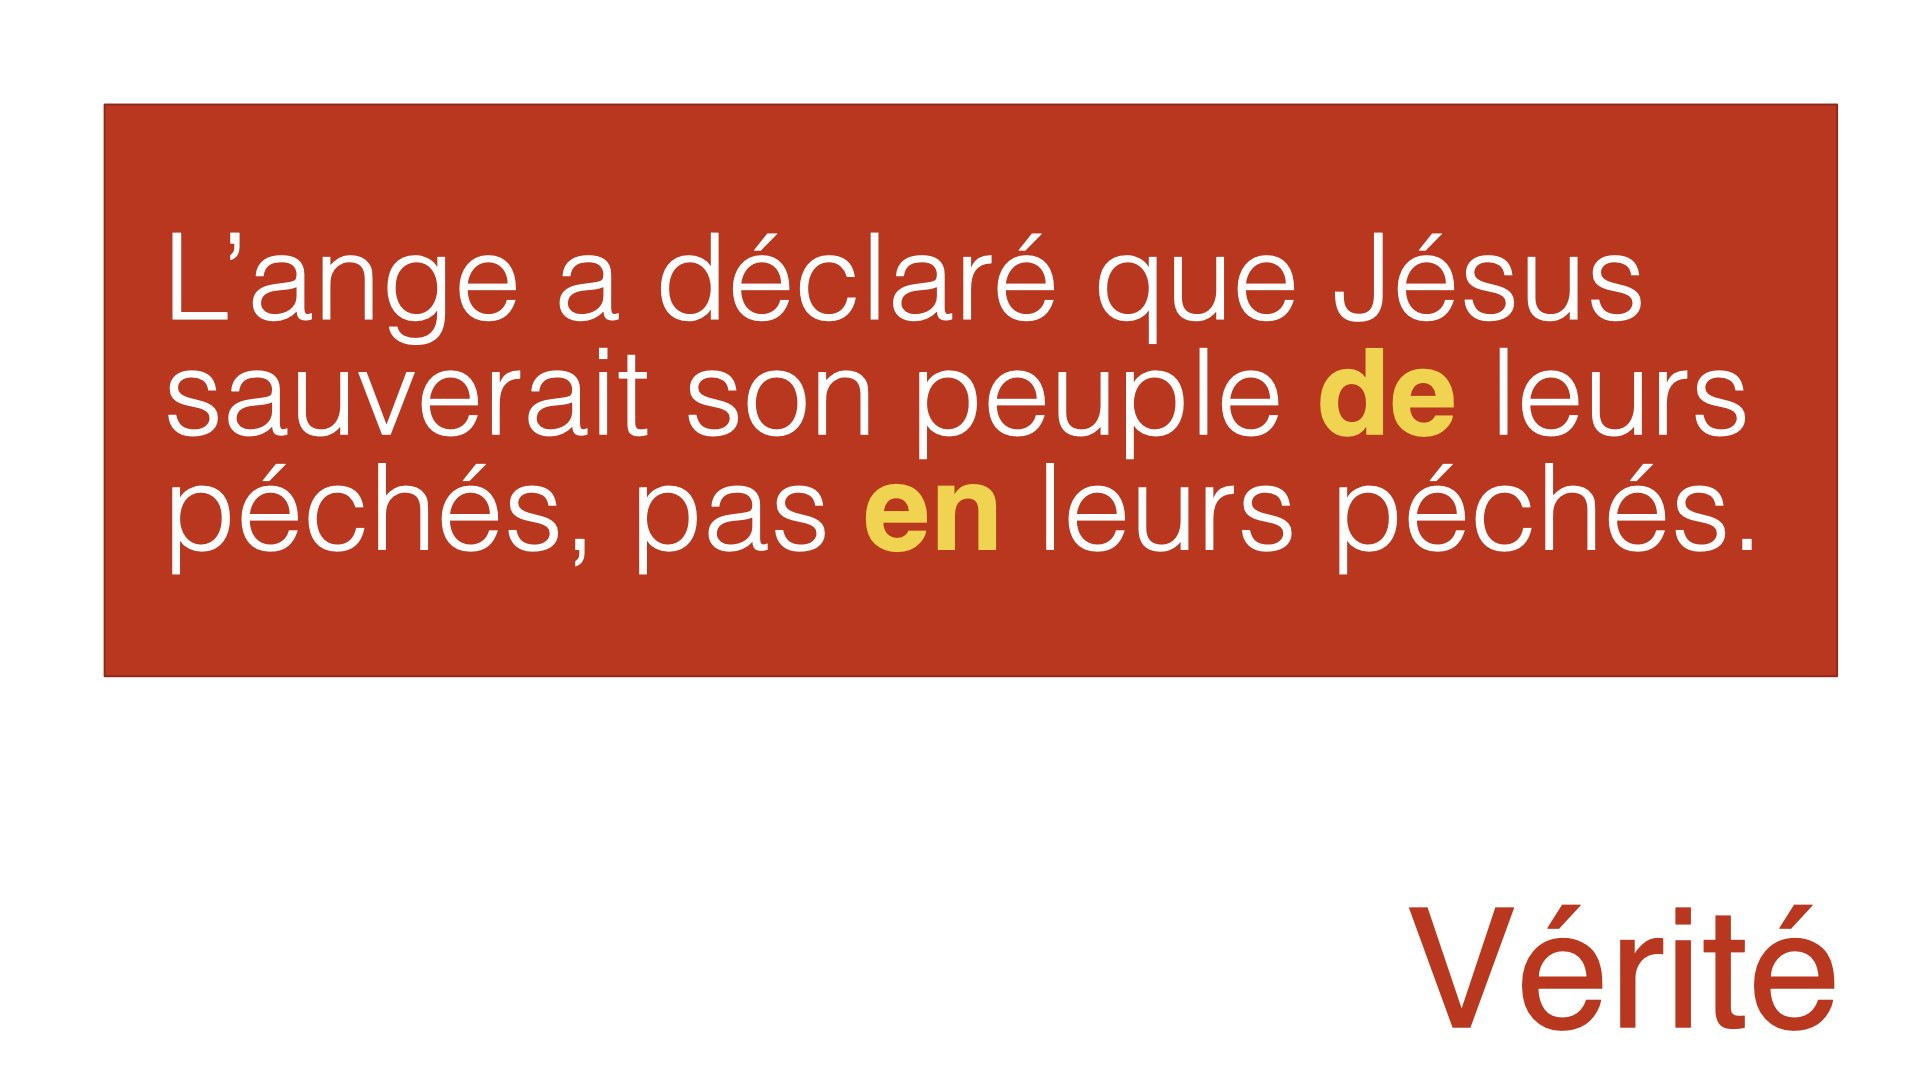 L’ange a déclaré que Jésus
sauverait son peuple de leurs
péchés, pas en leurs péchés.
Vérité